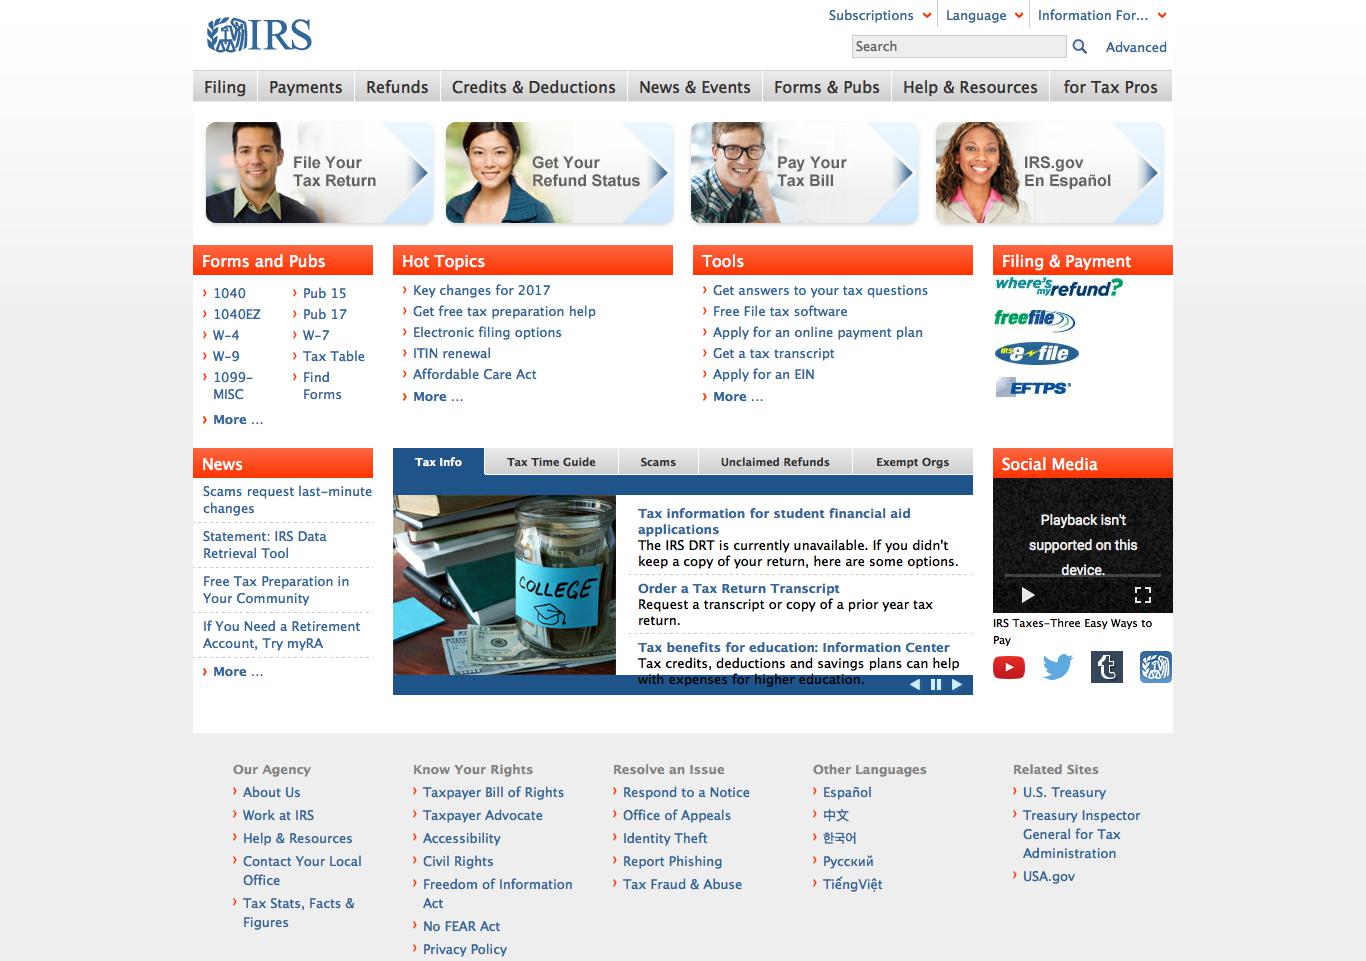 Subscriptions
Language
Information For...
IRS
Search
Advanced
Filing
Payments
Refunds
Credits & Deductions
News & Events
Forms & Pubs
Help & Resources
for Tax Pros
File Your
Tax Return
Get Your
Refund Status
Pay Your
Tax Bill
IRS.gov
En Español
Forms and Pubs
1040
1040EZ
W-4
W-9
1099-
MISC
Pub 15
Pub 17
W-7
Tax Table
Find
Forms
More ...
Hot Topics
Key changes for 2017
Get free tax preparation help
Electronic filing options
ITIN renewal
Affordable Care Act
More ...
Tools
Get answers to your tax questions
Free File tax software
Apply for an online payment plan
Get a tax transcript
Apply for an EIN
More ...
Filing & Payment
where's my refund?
freefile
IRS e file
EFTPS
News
Scams request last-minute
changes
Statement: IRS Data
Retrieval Tool
Free Tax Preparation in
Your Community
If You Need a Retirement
Account, Try myRA
More ...
Tax Info
Tax Time Guide
Scams
Unclaimed Refunds
Exempt Orgs
COLLEGE
Tax information for student financial aid
applications
The IRS DRT is currently unavailable. If you didn't
keep a copy of your return, here are some options.
Order a Tax Return Transcript
Request a transcript or copy of a prior year tax
return.
Tax benefits for education: Information Center
Tax credits, deductions and savings plans can help
with expenses for higher education.
Social Media
Playback isn't
supported on this
device.
IRS Taxes-Three Easy Ways to
Pay
Our Agency
About Us
Work at IRS
Help & Resources
Contact Your Local
Office
Tax Stats, Facts &
Figures
Know Your Rights
Taxpayer Bill of Rights
Taxpayer Advocate
Accessibility
Civil Rights
Freedom of Information
Act
No FEAR Act
Privacy Policy
Resolve an Issue
Respond to a Notice
Office of Appeals
Identity Theft
Report Phishing
Tax Fraud & Abuse
Other Languages
Español
中文
한국어
Русский
TiếngViệt
Related Sites
U.S. Treasury
Treasury Inspector
General for Tax
Administration
USA.gov